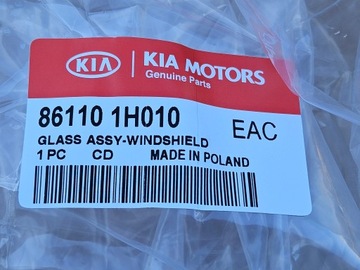 KIA KIA MOTORS
Genuine Parts
86110 1H010
GLASS ASSY-WINDSHIELD EAC
1 PC CD MADE IN POLAND